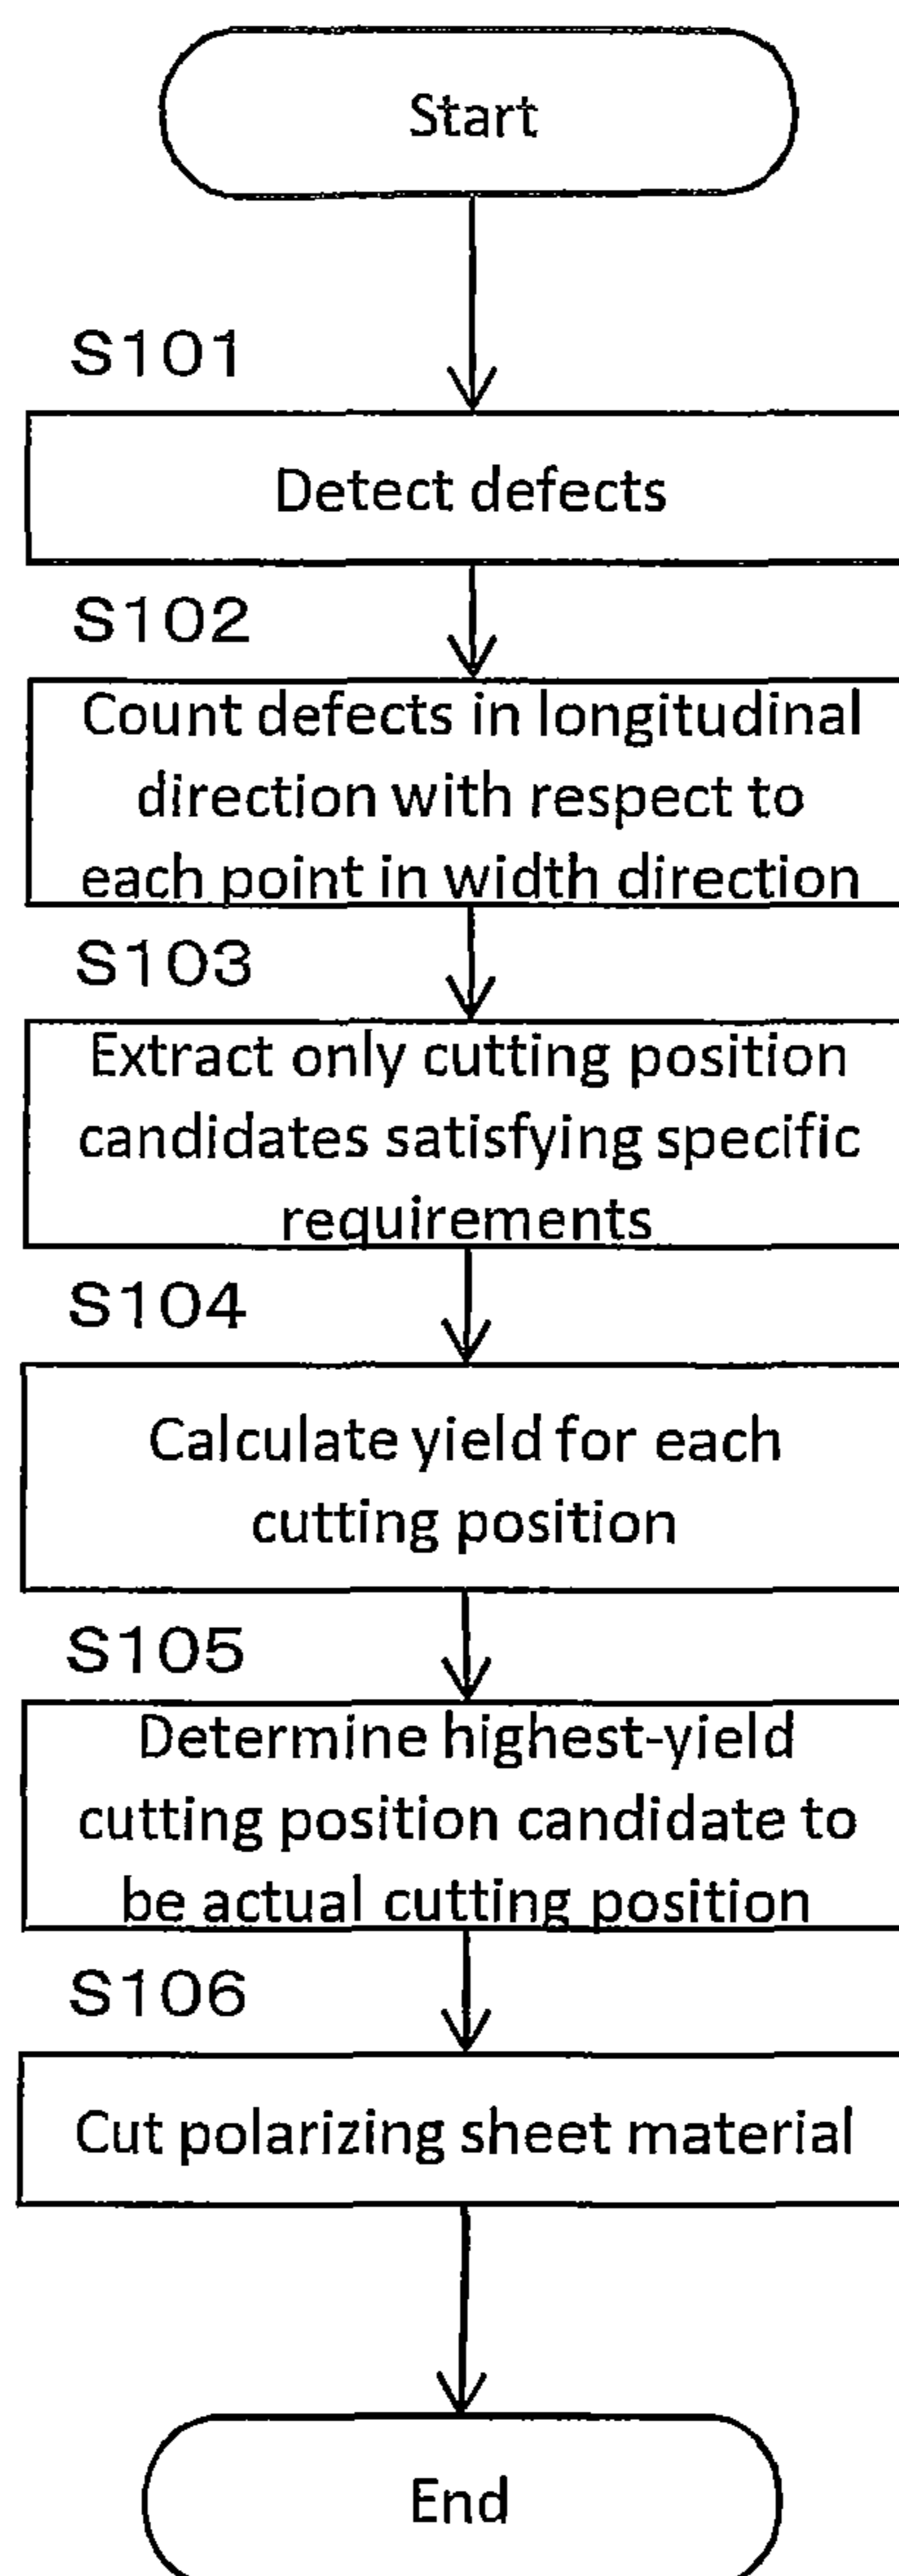 Start
S101
Detect defects
S102
Count defects in longitudinal
direction with respect to
each point in width direction
S103
Extract only cutting position
candidates satisfying specific
requirements
S104
Calculate yield for each
cutting position
S105
Determine highest-yield
cutting position candidate to
be actual cutting position
S106
Cut polarizing sheet material
End